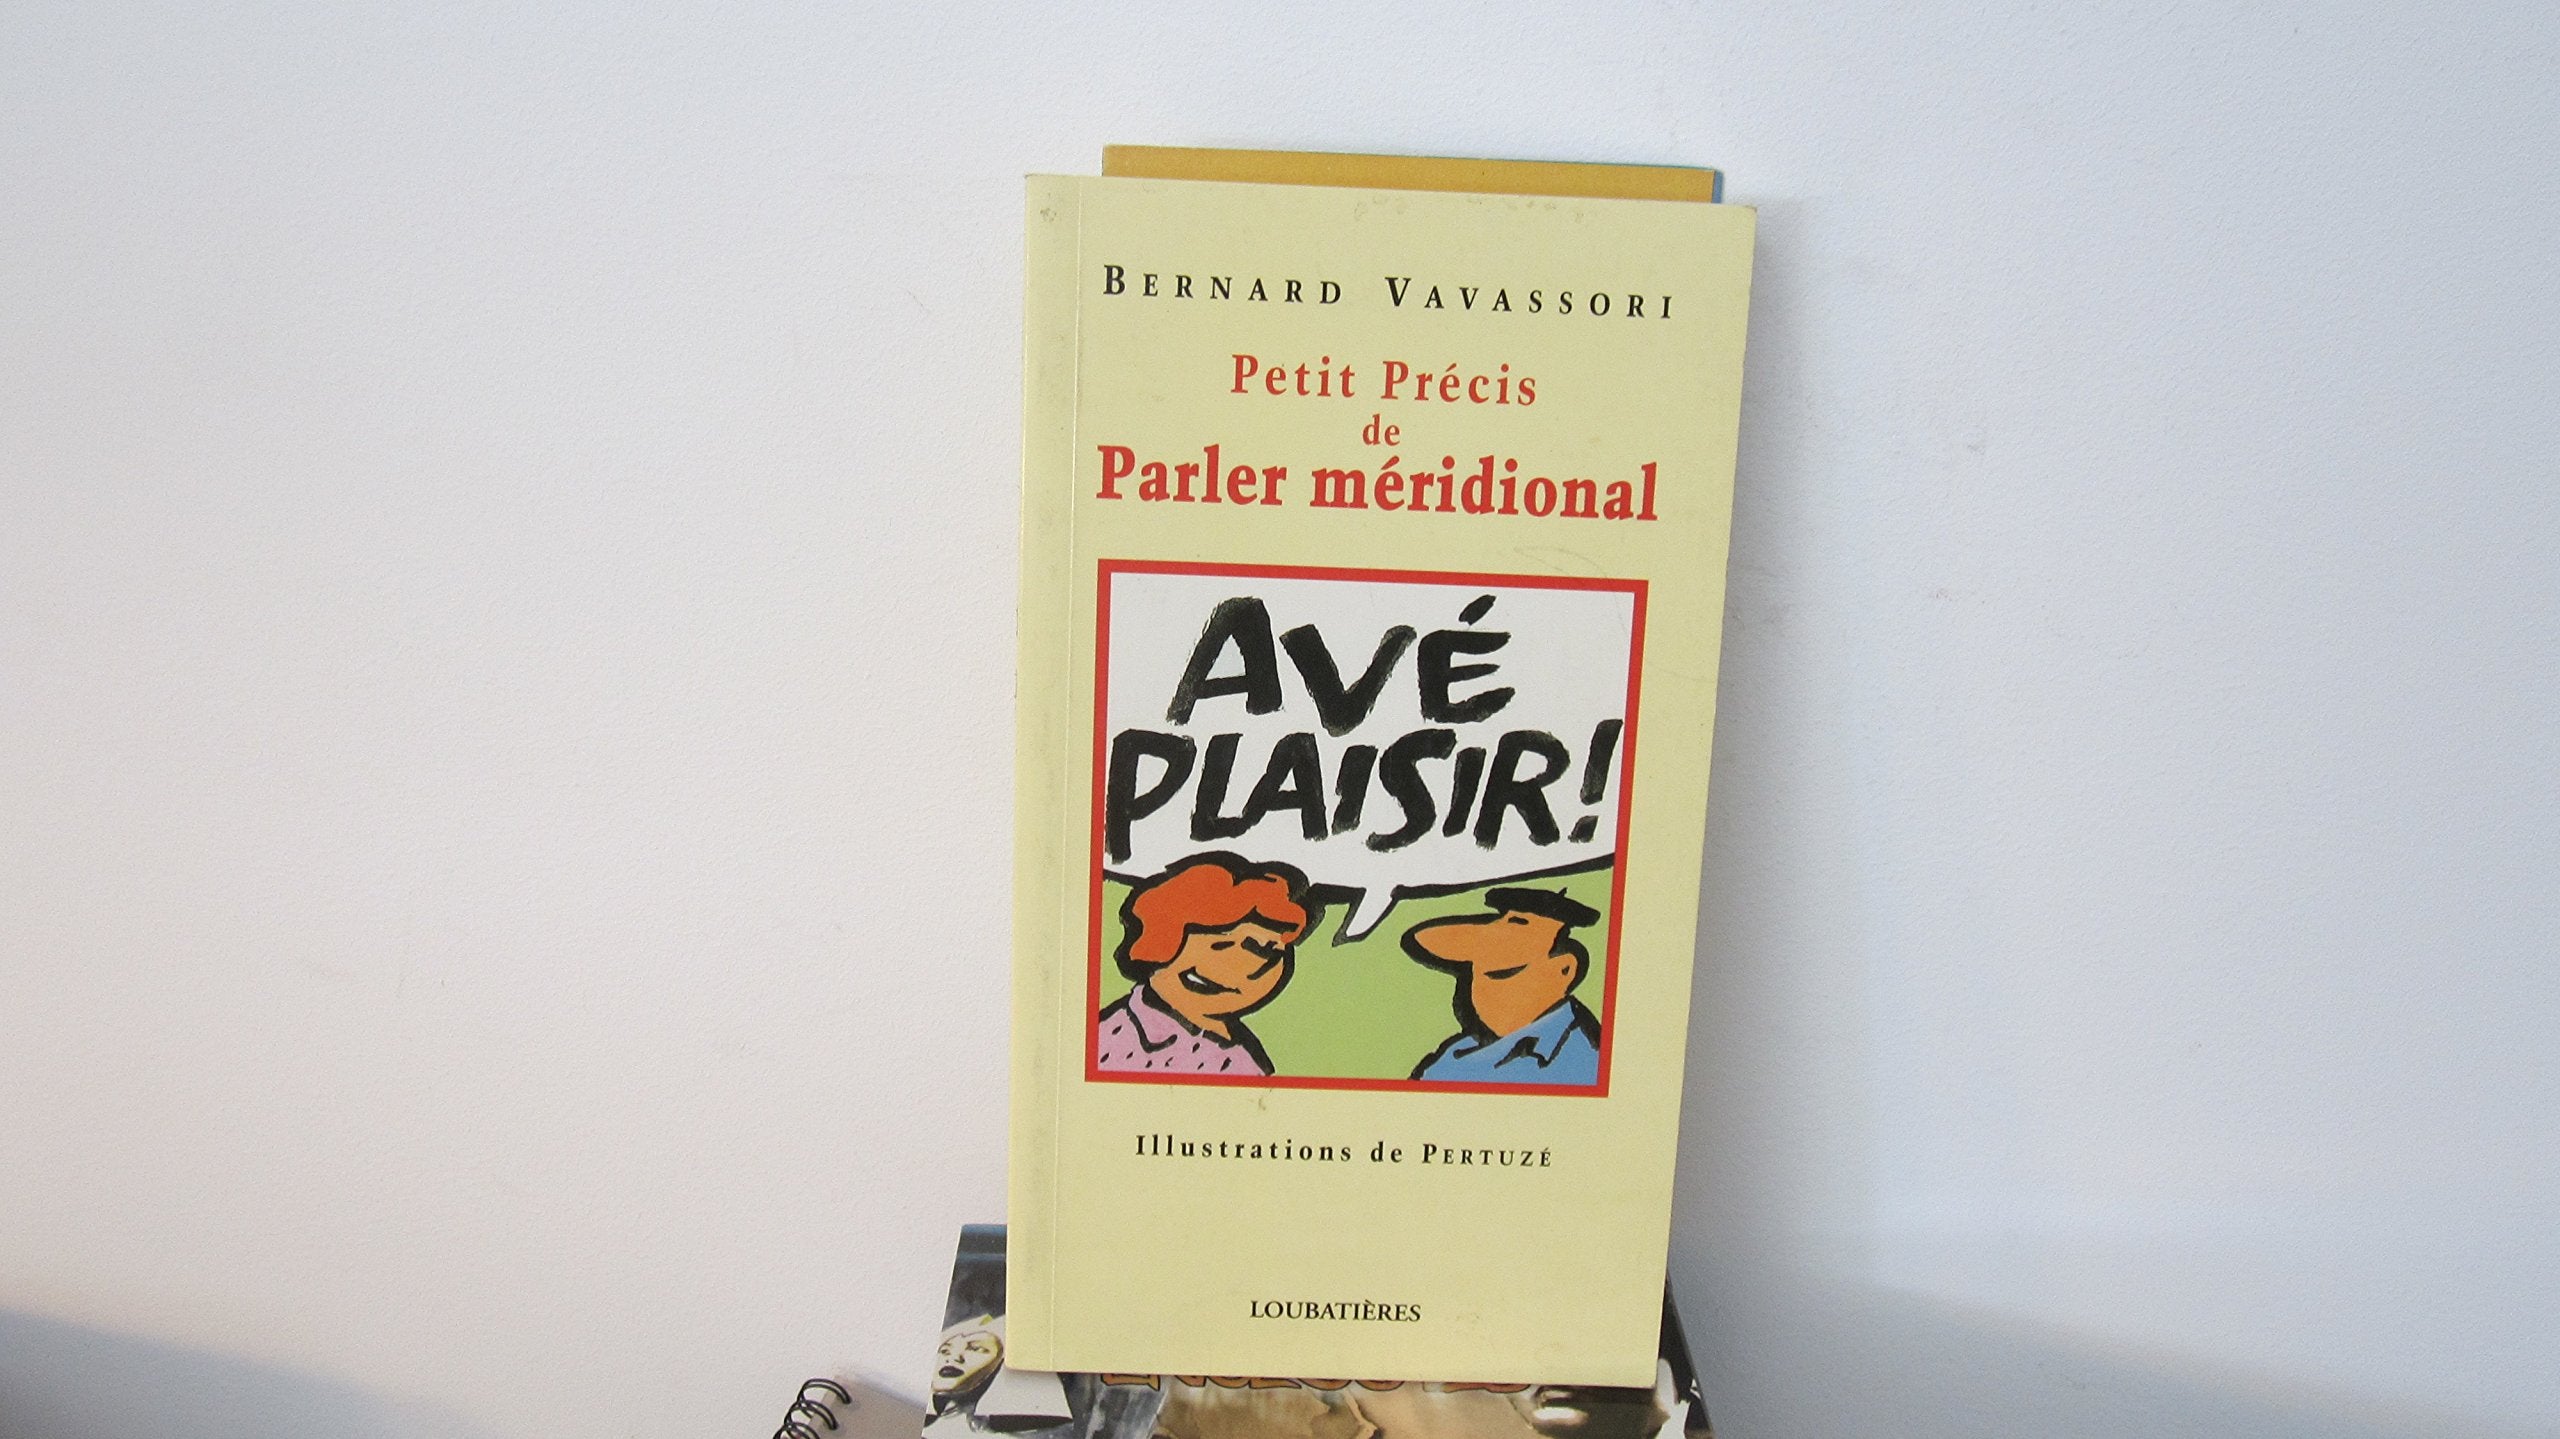 BERNARD VAVASSORI
Petit Précis
de
Parler méridional
AVÉ
PLAISIR!
Illustrations de PERTUZÉ
LOUBATIÈRES